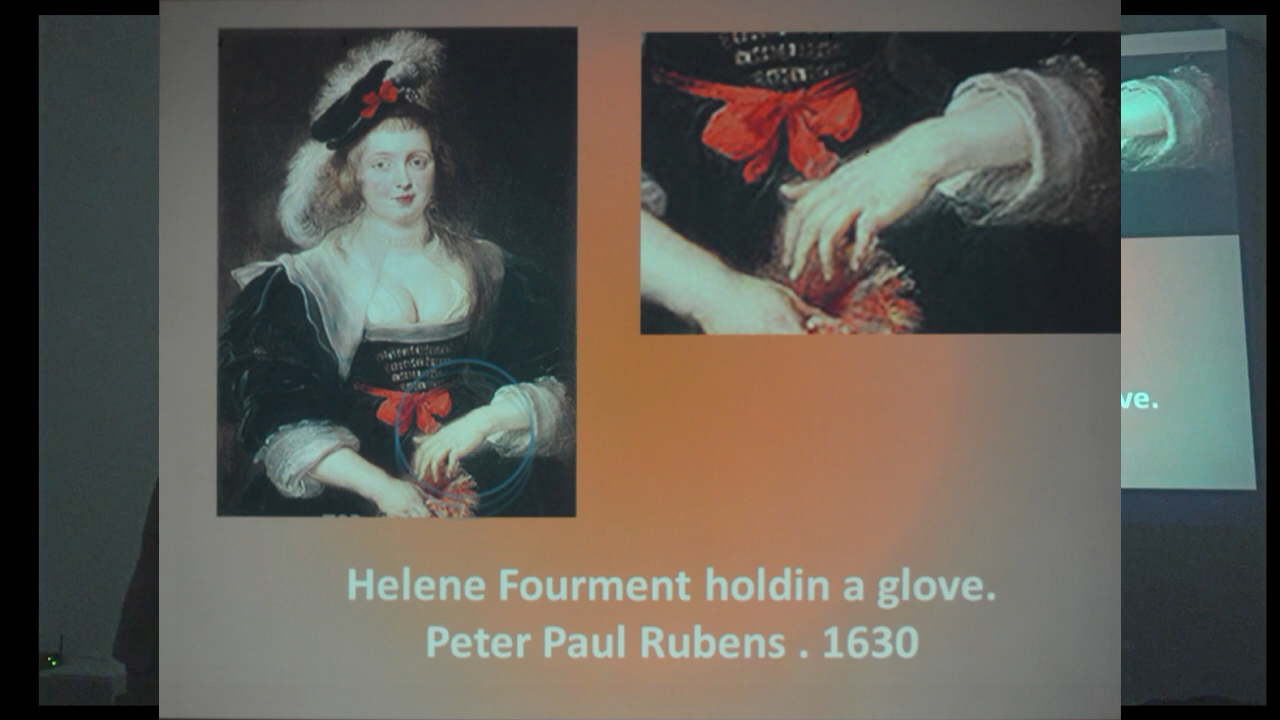 Helene Fourment holdin a glove.
Peter Paul Rubens . 1630
ve.